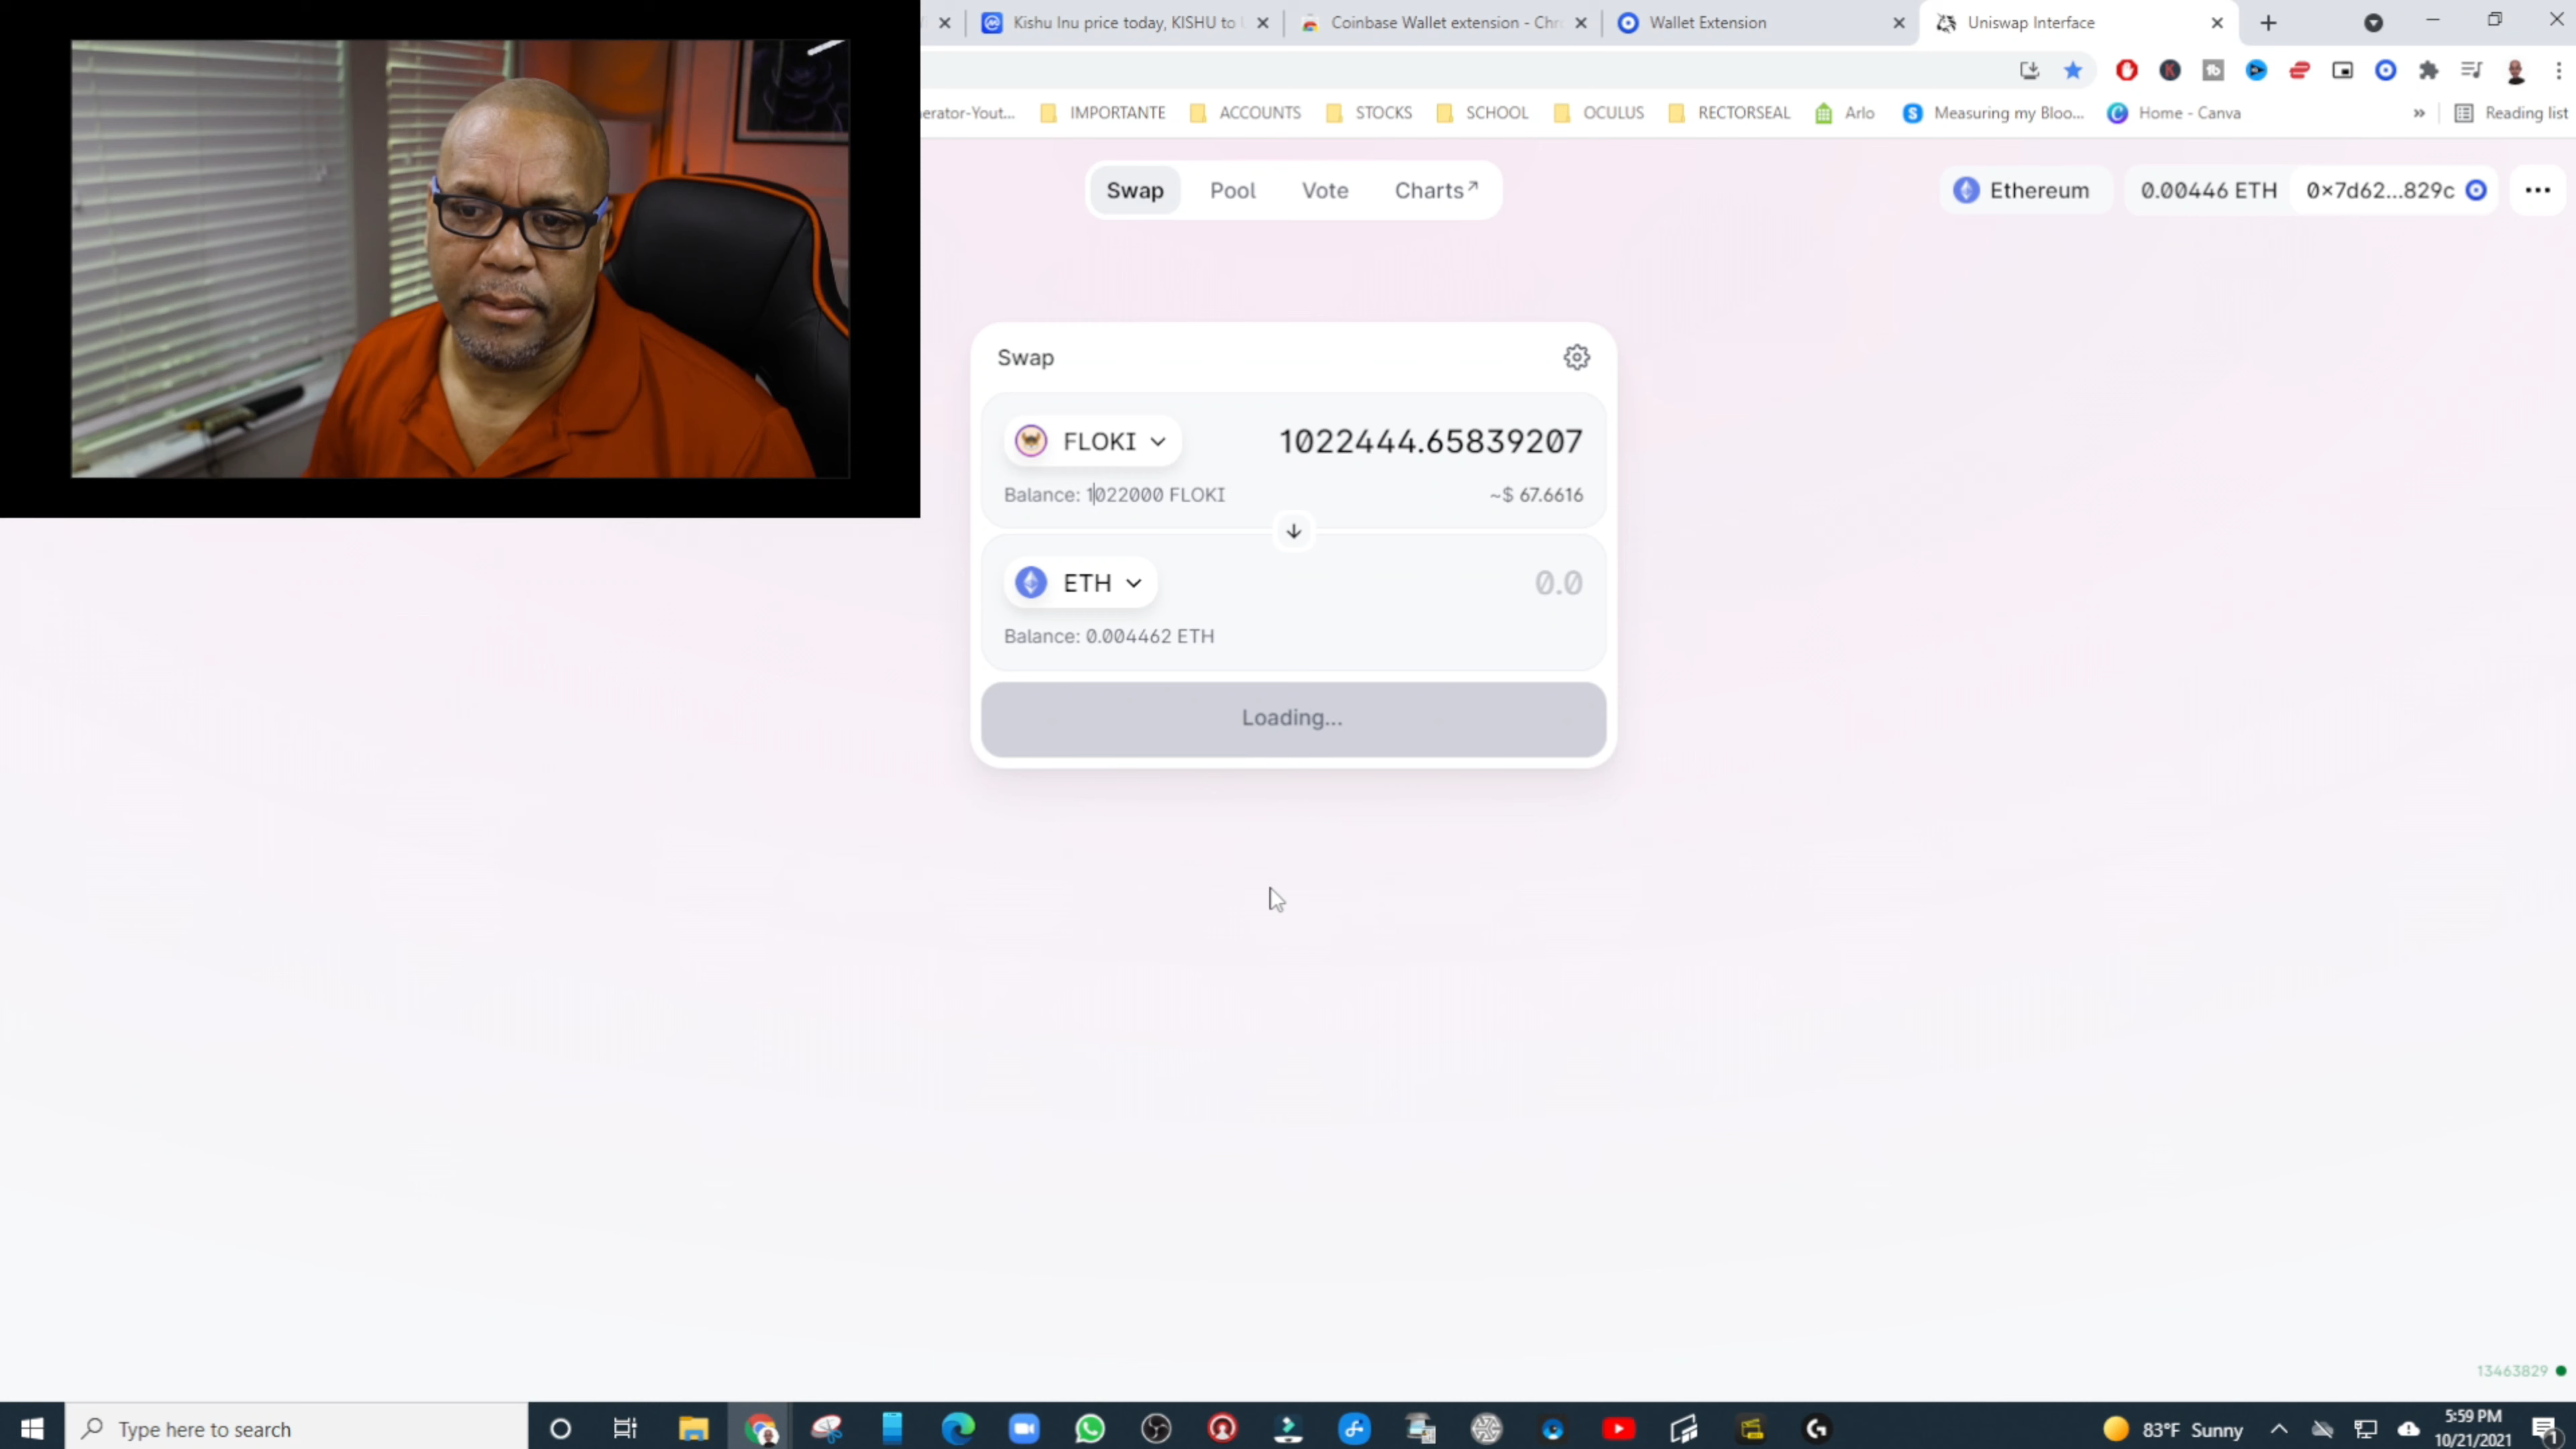 Kishu Inu price today, KISHU to
Coinbase Wallet extension - Chro
Wallet Extension
Uniswap Interface
erator-Yout...
IMPORTANTE
ACCOUNTS
STOCKS
SCHOOL
OCULUS
RECTORSEAL
Arlo
Measuring my Bloo...
Home - Canva
»
Reading list
Swap
Pool
Vote
Charts↗
Ethereum
0.00446 ETH
0x7d62...829c
...
Swap
FLOKI
1022444.65839207
Balance: 1022000 FLOKI
~$ 67.6616
ETH
0.0
Balance: 0.004462 ETH
Loading...
13463829
Type here to search
83°F Sunny
5:59 PM
10/21/2021
1